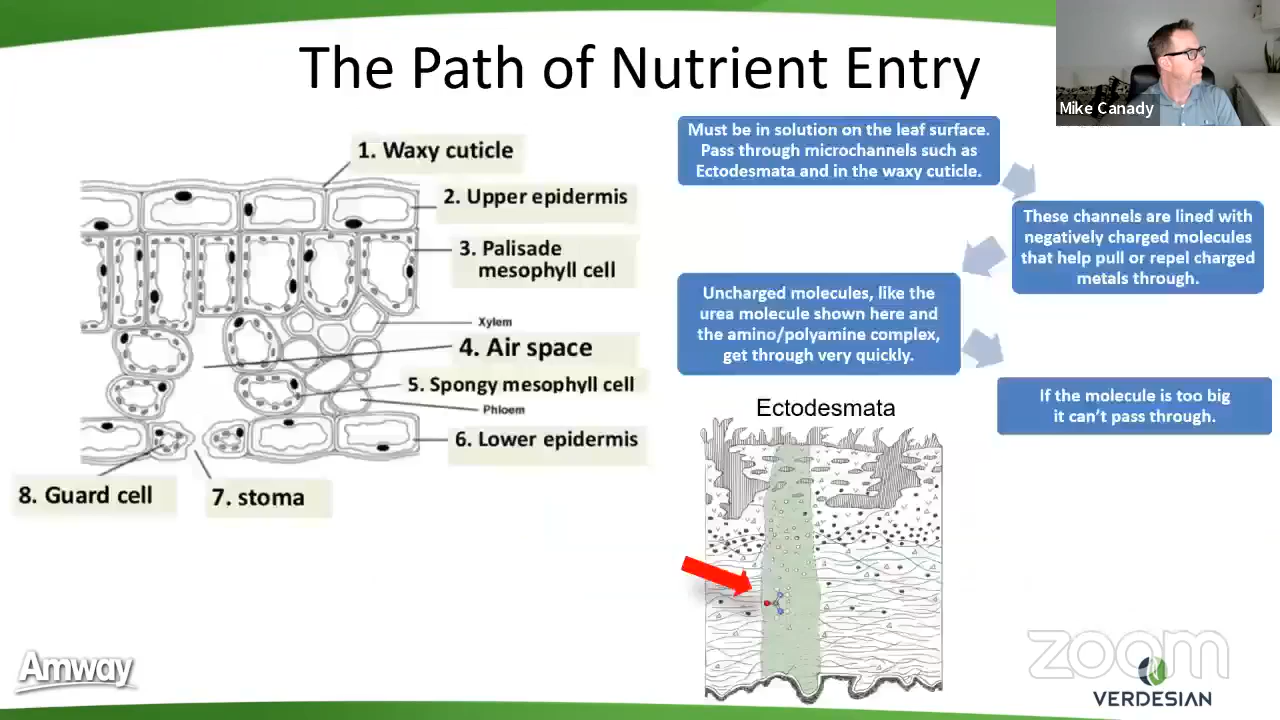 The Path of Nutrient Entry
Mike Canady
1. Waxy cuticle
2. Upper epidermis
3. Palisade
mesophyll cell
Xylem
4. Air space
5. Spongy mesophyll cell
Phloem
6. Lower epidermis
8. Guard cell
7. stoma
Must be in solution on the leaf surface.
Pass through microchannels such as
Ectodesmata and in the waxy cuticle.
These channels are lined with
negatively charged molecules
that help pull or repel charged
metals through.
Uncharged molecules, like the
urea molecule shown here and
the amino/polyamine complex,
get through very quickly.
If the molecule is too big
it can't pass through.
Ectodesmata
Amway
zoom
VERDESIAN